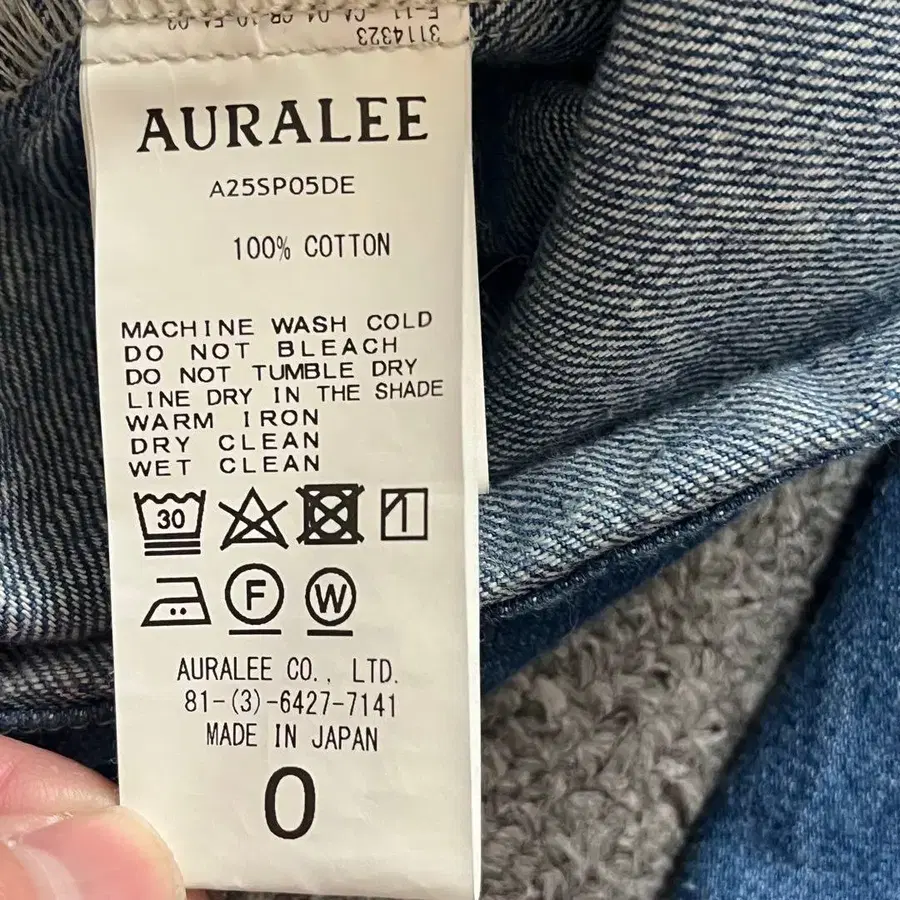 3114323
AURALEE
A25SP05DE
100% COTTON
MACHINE WASH COLD
DO NOT BLEACH
DO NOT TUMBLE DRY
LINE DRY IN THE SHADE
WARM IRON
DRY CLEAN
WET CLEAN
30
F W
AURALEE CO., LTD.
81-(3)-6427-7141
MADE IN JAPAN
0